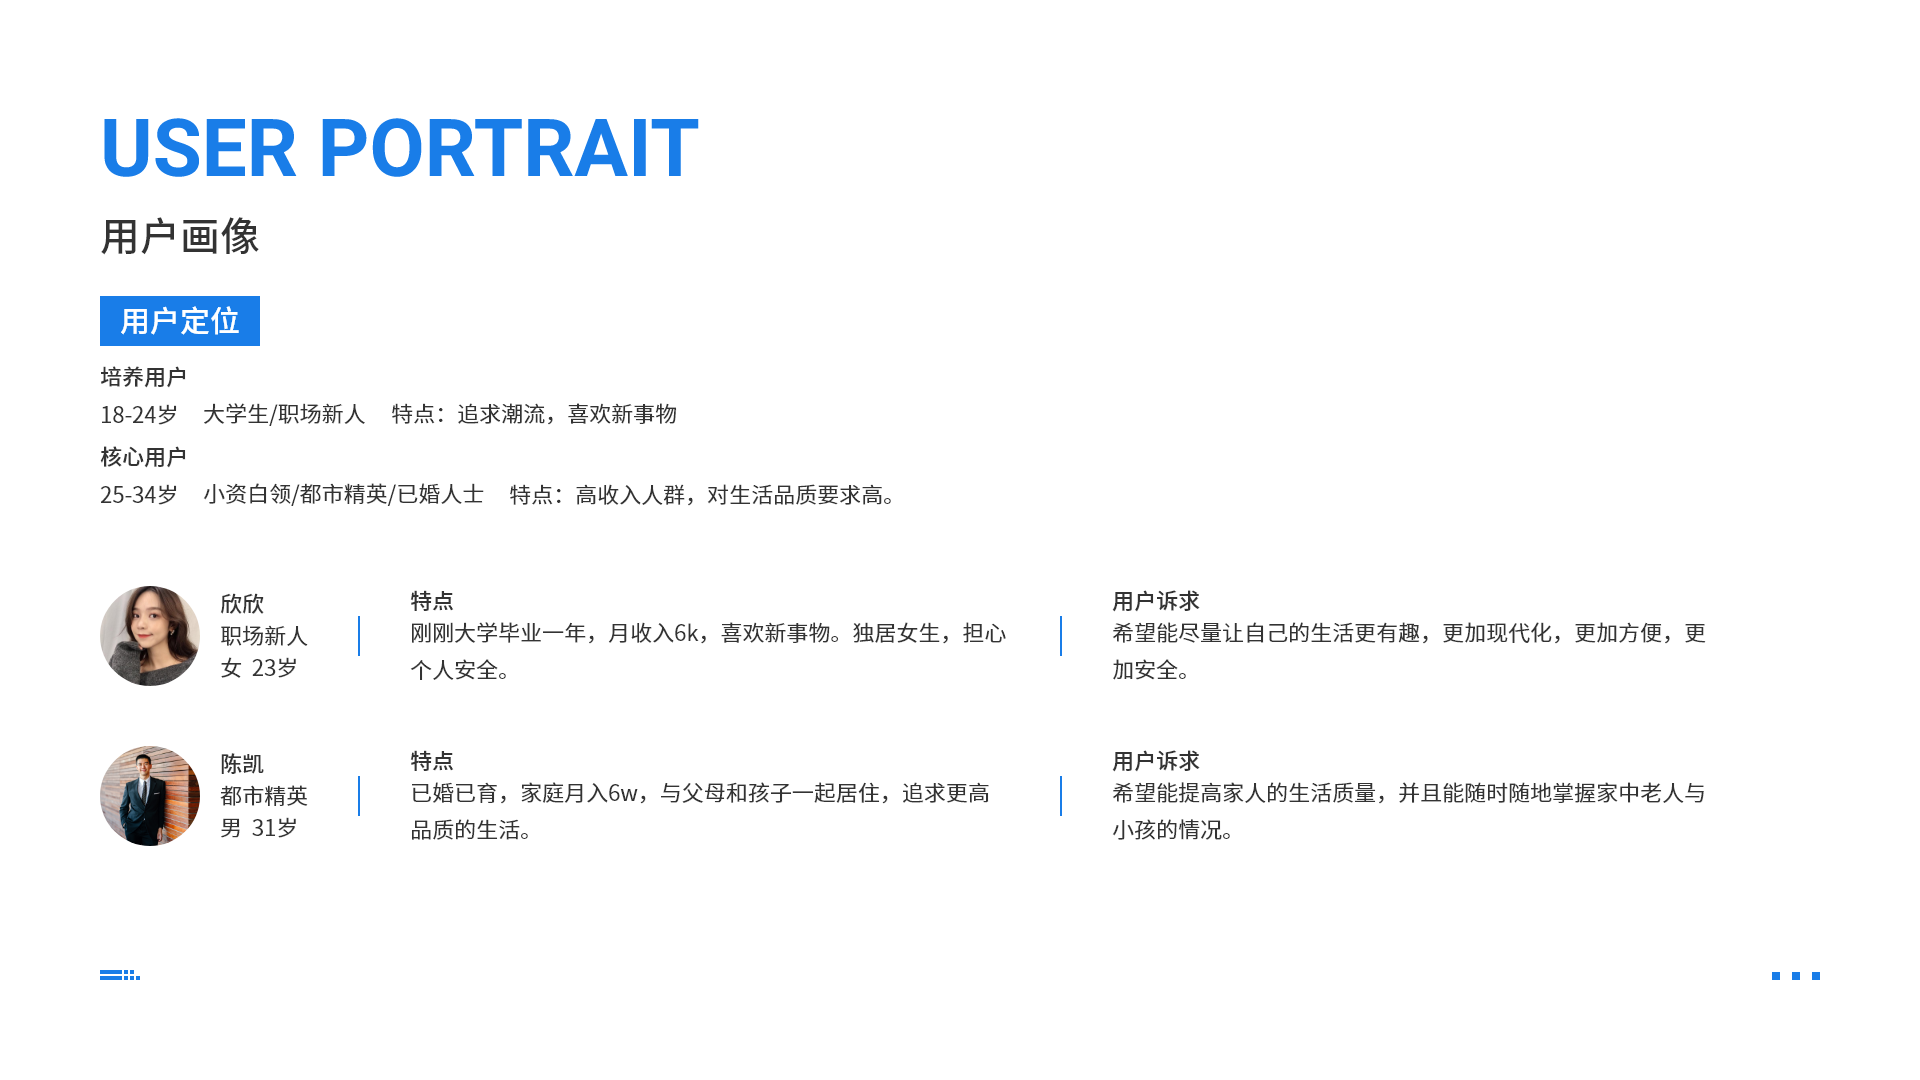 USER PORTRAIT
用户画像
用户定位
培养用户
18-24岁 大学生/职场新人 特点：追求潮流，喜欢新事物
核心用户
25-34岁 小资白领/都市精英/已婚人士 特点：高收入人群，对生活品质要求高。
欣欣
职场新人
女 23岁
特点
刚刚大学毕业一年，月收入6k，喜欢新事物。独居女生，担心
个人安全。
用户诉求
希望能尽量让自己的生活更有趣，更加现代化，更加方便，更
加安全。
陈凯
都市精英
男 31岁
特点
已婚已育，家庭月入6w，与父母和孩子一起居住，追求更高
品质的生活。
用户诉求
希望能提高家人的生活质量，并且能随时随地掌握家中老人与
小孩的情况。